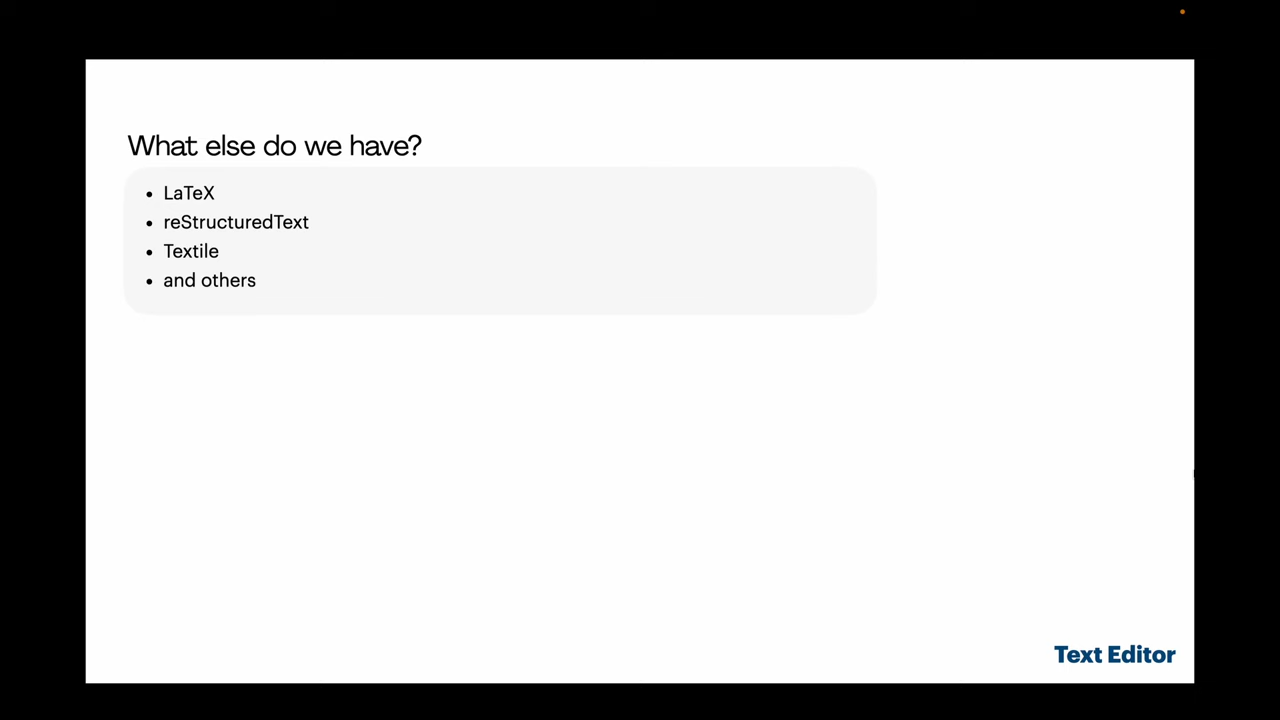 What else do we have?
• LaTeX
• reStructuredText
• Textile
• and others
Text Editor